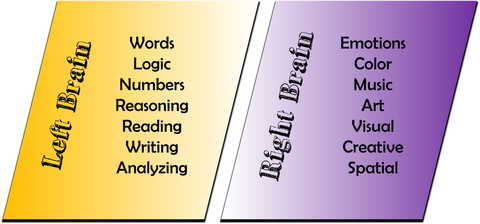 Left Brain
Words
Logic
Numbers
Reasoning
Reading
Writing
Analyzing
Right Brain
Emotions
Color
Music
Art
Visual
Creative
Spatial